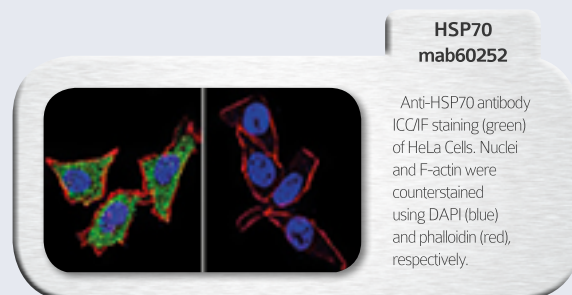 HSP70
mab60252
Anti-HSP70 antibody
ICC/IF staining (green)
of HeLa Cells. Nuclei
and F-actin were
counterstained
using DAPI (blue)
and phalloidin (red),
respectively.